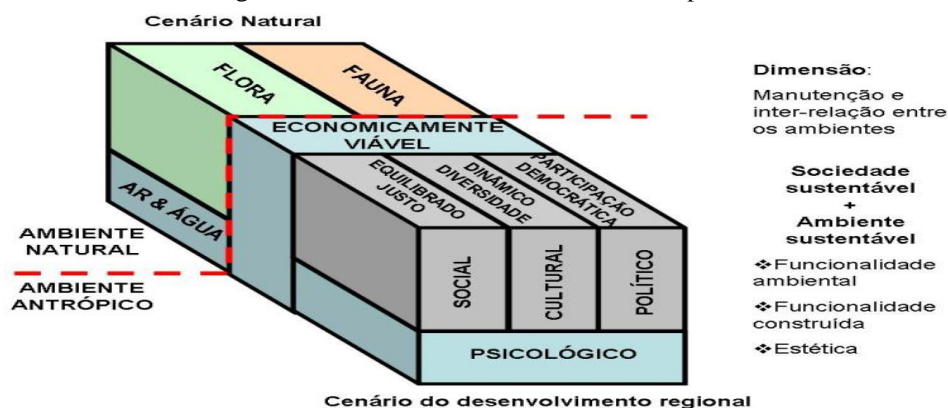 Cenário Natural
FLORA
FAUNA
ECONOMICAMENTE
VIÁVEL
EQUILIBRADO
JUSTO
DINÁMICO
DIVERSIDADE
PARTICIPAÇÃO
DEMOCRÁTICA
AR & ÁGUA
AMBIENTE
NATURAL
AMBIENTE
ANTRÓPICO
SOCIAL
CULTURAL
POLÍTICO
PSICOLÓGICO
Cenário do desenvolvimento regional
Dimensão:
Manutenção e
inter-relação entre
os ambientes
Sociedade
sustentável
+
Ambiente
sustentável
❖Funcionalidade
ambiental
❖Funcionalidade
construída
❖Estética